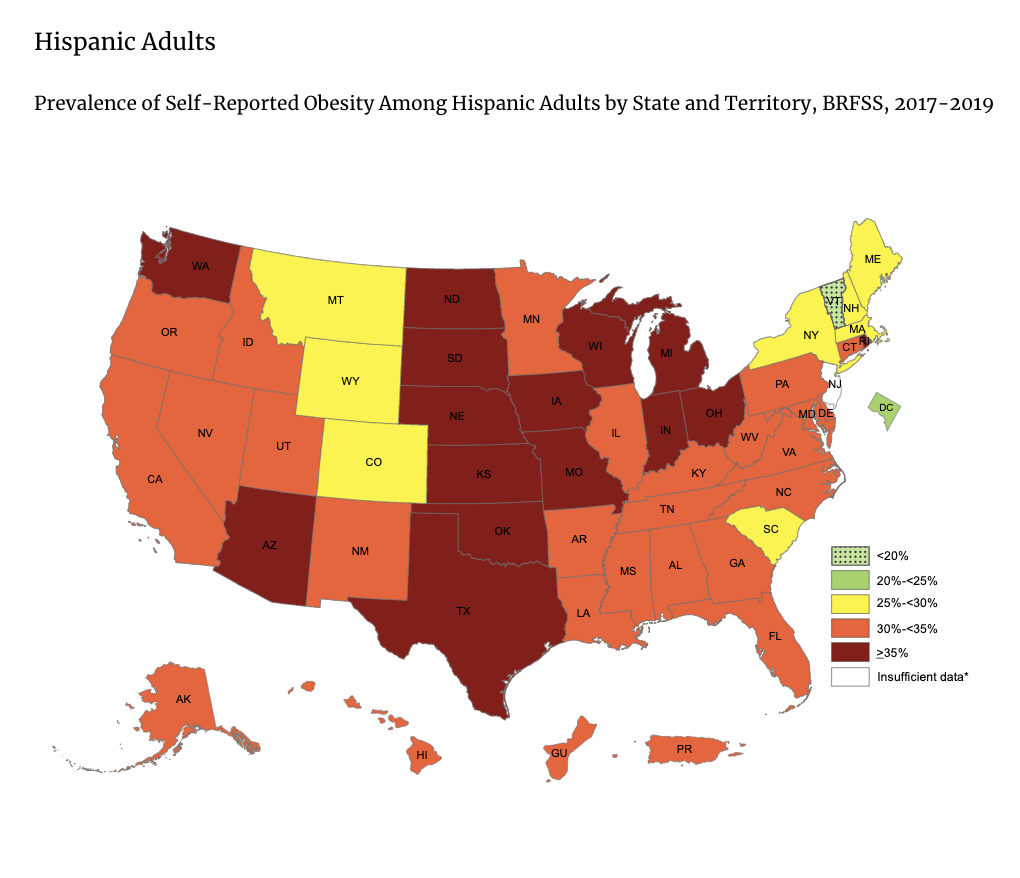 Hispanic Adults
Prevalence of Self-Reported Obesity Among Hispanic Adults by State and Territory, BRFSS, 2017-2019
WA
MT
ND
MN
ME
VT
NH
OR
ID
SD
WI
MI
NY
MA
CT
RI
WY
IA
PA
NJ
NV
UT
CO
NE
IL
IN
OH
MD
DE
DC
CA
KS
MO
WV
VA
KY
AZ
NM
OK
AR
TN
NC
SC
TX
LA
MS
AL
GA
FL
<20%
20%-<25%
25%-<30%
30%-<35%
≥35%
Insufficient data*
AK
HI
GU
PR